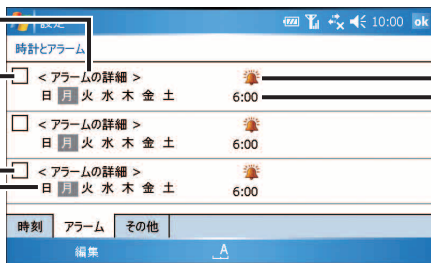 設定 10:00 ok
時計とアラーム
< アラームの詳細 >
日 月 火 水 木 金 土 6:00
< アラームの詳細 >
日 月 火 水 木 金 土 6:00
< アラームの詳細 >
日 月 火 水 木 金 土 6:00
時刻 アラーム その他
編集 A